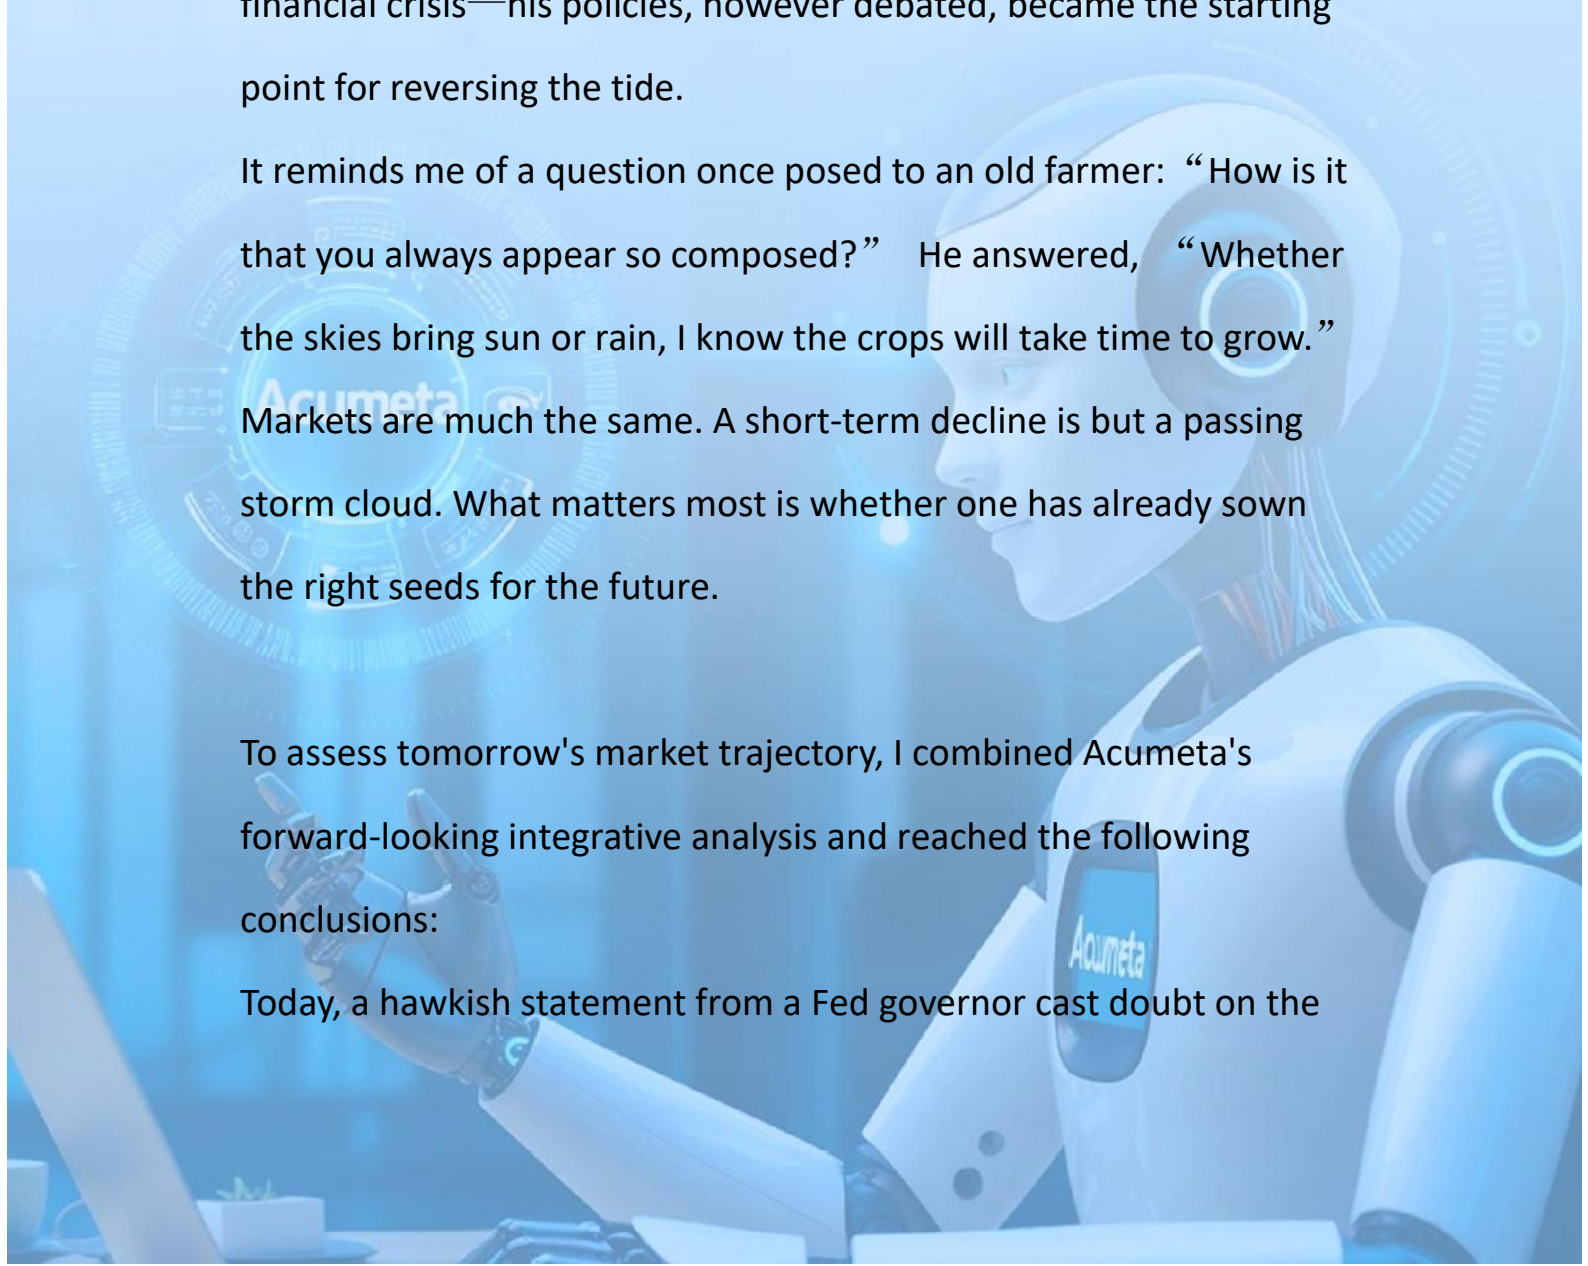 financial crisis—his policies, however debated, became the starting
point for reversing the tide.
It reminds me of a question once posed to an old farmer: “How is it
that you always appear so composed?” He answered, “Whether
the skies bring sun or rain, I know the crops will take time to grow.”
Acumeta
Markets are much the same. A short-term decline is but a passing
storm cloud. What matters most is whether one has already sown
the right seeds for the future.
To assess tomorrow's market trajectory, I combined Acumeta's
forward-looking integrative analysis and reached the following
conclusions:
Acumeta
Today, a hawkish statement from a Fed governor cast doubt on the